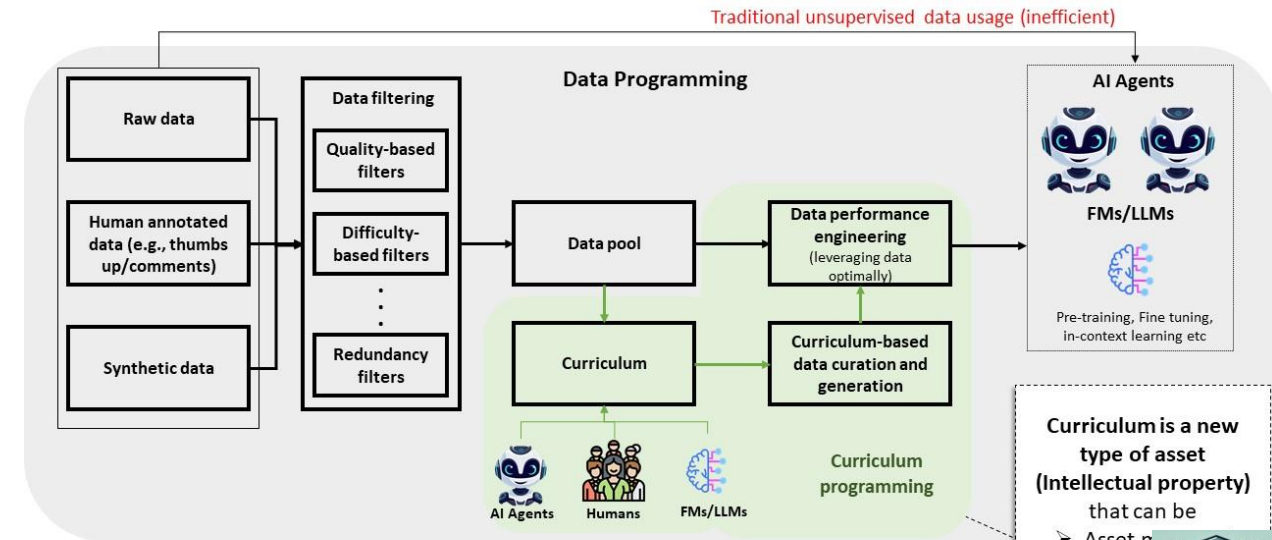 Traditional unsupervised data usage (inefficient)
Data Programming
Raw data
Human annotated
data (e.g., thumbs
up/comments)
Synthetic data
Data filtering
Quality-based
filters
Difficulty-
based filters
Redundancy
filters
Data pool
Curriculum
AI Agents
Humans
FMs/LLMs
Data performance
engineering
(leveraging data
optimally)
Curriculum-based
data curation and
generation
Curriculum
programming
AI Agents
FMs/LLMs
Pre-training, Fine tuning,
in-context learning etc
Curriculum is a new
type of asset
(Intellectual property)
that can be
➢ Asset